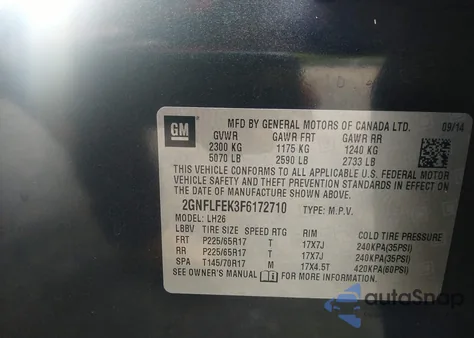 GM
MFD BY GENERAL MOTORS OF CANADA LTD. 09/14
GVWR GAWR FRT GAWR RR
2300 KG 1175 KG 1240 KG
5070 LB 2590 LB 2733 LB
THIS VEHICLE CONFORMS TO ALL APPLICABLE U.S. FEDERAL MOTOR
VEHICLE SAFETY, BUMPER, AND THEFT PREVENTION STANDARDS IN EFFECT ON
THE DATE OF MANUFACTURE SHOWN ABOVE.
2GNFLFEK3F6172710 TYPE: M.P.V.
MODEL: LH26
LBBV TIRE SIZE SPEED RTG RIM COLD TIRE PRESSURE
FRT P225/65R17 T 17X7J 240KPA(35PSI)
RR P225/65R17 T 17X7J 240KPA(35PSI)
SPA T145/70R17 M 17X4.5T 420KPA(60PSI)
SEE OWNER'S MANUAL FOR MORE INFORMATION
autoSnap